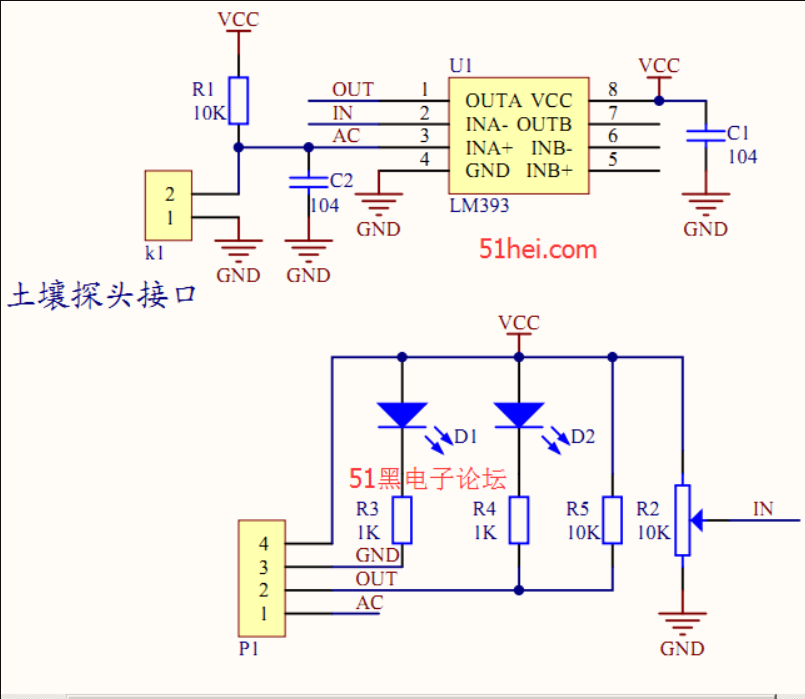 VCC
U1
VCC
R1
10K
OUT 1
OUTA VCC
8
IN 2
INA- OUTB
7
AC 3
INA+ INB-
6
4
GND INB+
5
C1
104
C2
104
2
1
LM393
GND
GND
k1
GND
GND
51hei.com
土壤探头接口
VCC
D1
D2
51黑电子论坛
R3
1K
R4
1K
R5
10K
R2
10K
IN
4
3
GND
2
OUT
1
AC
P1
GND